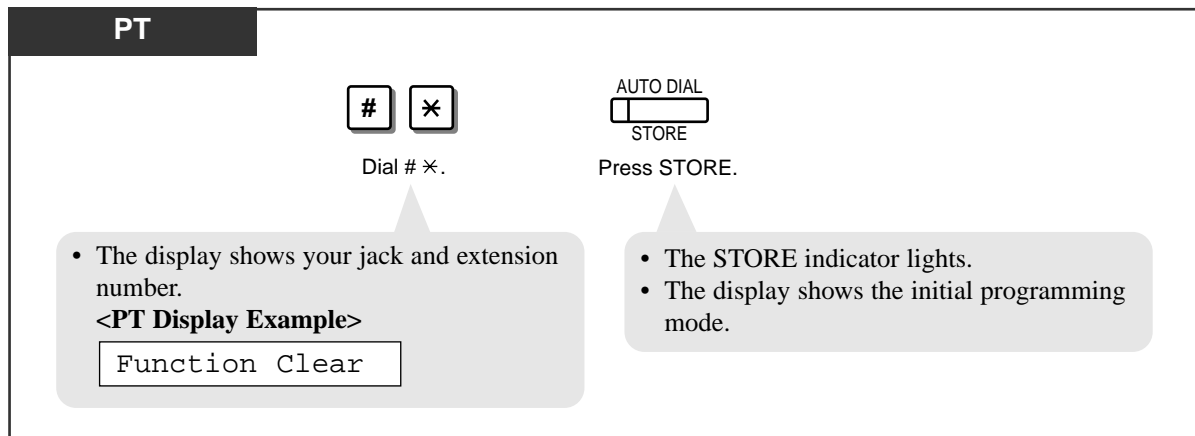 PT
# ✳
AUTO DIAL
STORE
Dial # ✳.
Press STORE.
• The display shows your jack and extension
number.
<PT Display Example>
Function Clear
• The STORE indicator lights.
• The display shows the initial programming
mode.